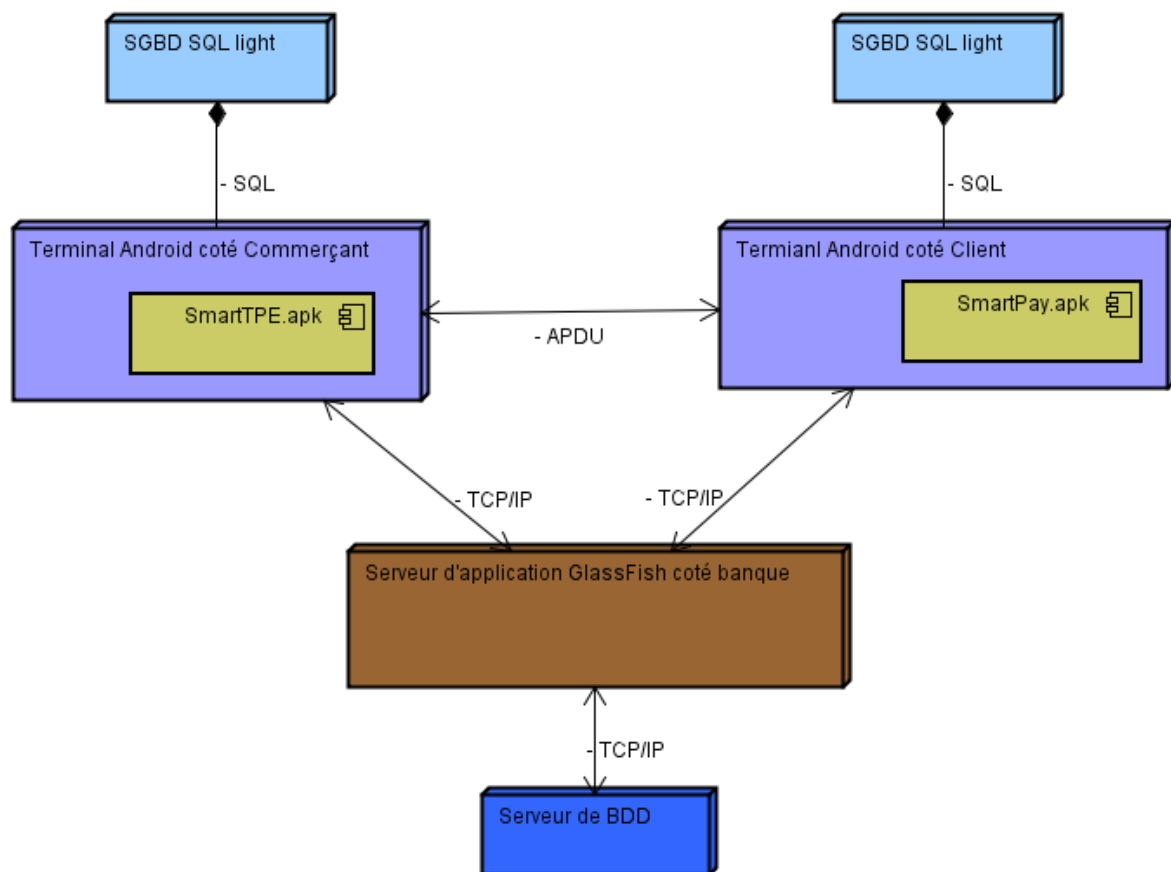 SGBD SQL light
SGBD SQL light
- SQL
- SQL
Terminal Android coté Commerçant
Termianl Android coté Client
SmartTPE.apk
SmartPay.apk
- APDU
- TCP/IP
- TCP/IP
Serveur d'application GlassFish coté banque
- TCP/IP
Serveur de BDD